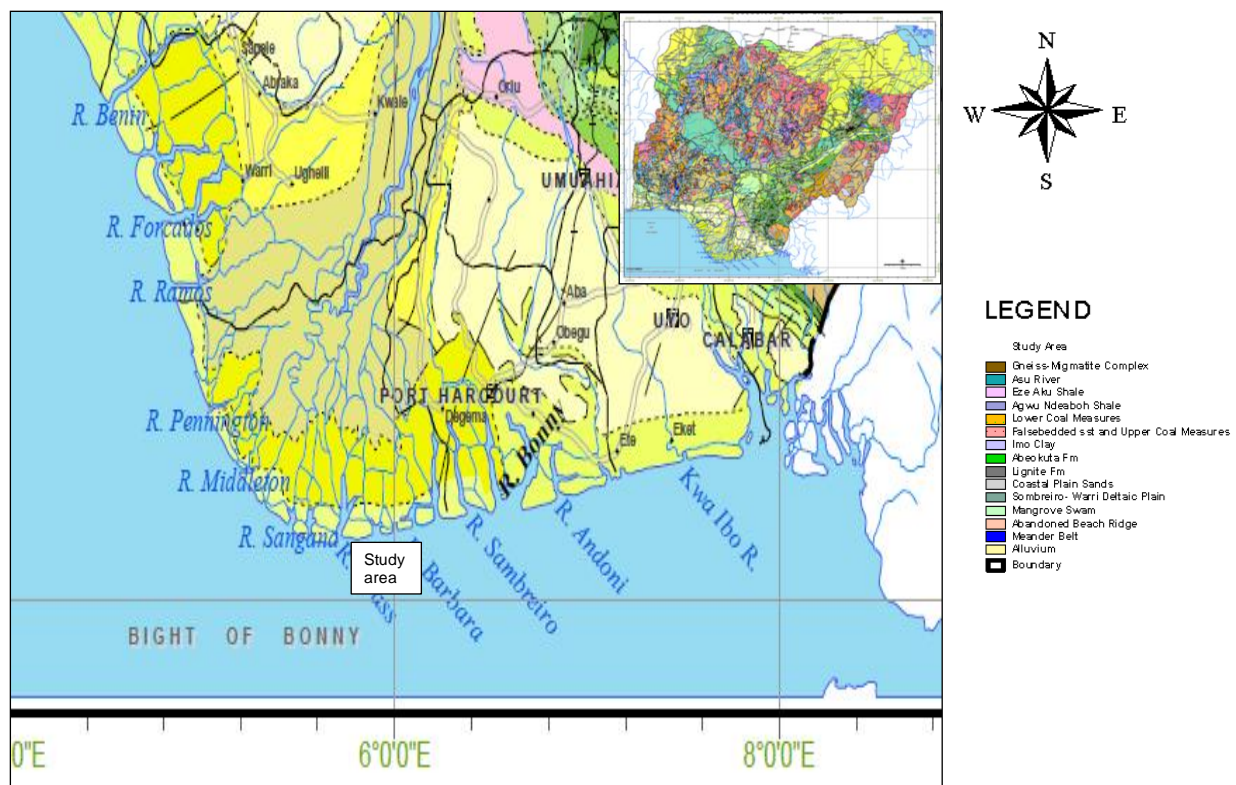 Sapele
Abraka
Orlu
R. Benin
Kwale
Warri
Ughelli
UMUAHIA
R. Forcados
R. Ramos
Aba
UYO
Obegu
CALABAR
PORT HARCOURT
Degema
R. Pennington
R. Bonny
Ete
Eket
R. Middleton
R. Sangana
Kwa Ibo R.
R. Andoni
R. Sambreiro
Barbara
Study
area
BIGHT OF BONNY
0'0"E
6°0'0"E
8°0'0"E
N
W
E
S
LEGEND
Study Area
Gneiss-Migmatite Complex
Asu River
Eze Aku Shale
Agwu Ndeaboh Shale
Lower Coal Measures
Falsebedded sst and Upper Coal Measures
Imo Clay
Abeokuta Fm
Lignite Fm
Coastal Plain Sands
Sombreiro- Warri Deltaic Plain
Mangrove Swam
Abandoned Beach Ridge
Meander Belt
Alluvium
Boundary